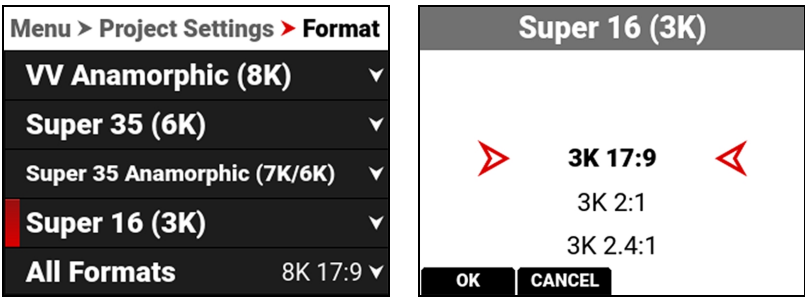 Menu > Project Settings > Format
VV Anamorphic (8K)
Super 35 (6K)
Super 35 Anamorphic (7K/6K)
Super 16 (3K)
All Formats 8K 17:9
Super 16 (3K)
3K 17:9
3K 2:1
3K 2.4:1
OK CANCEL